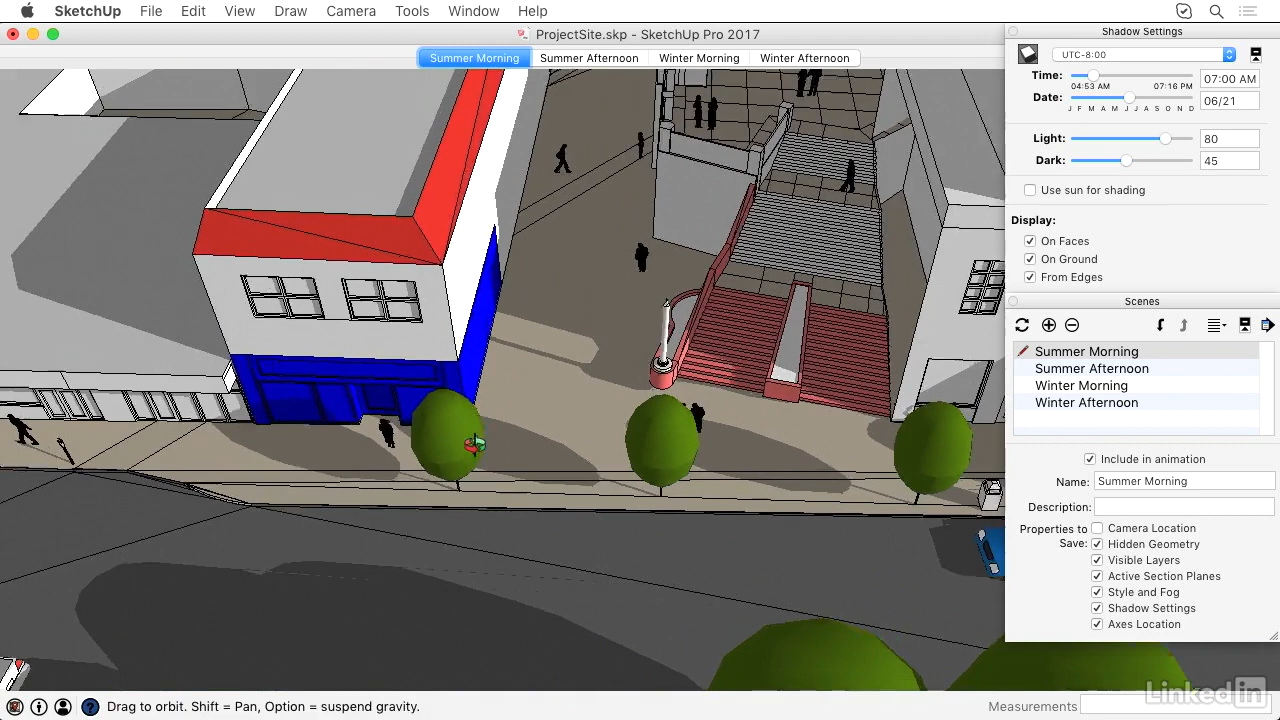 SketchUp File Edit View Draw Camera Tools Window Help
ProjectSite.skp - SketchUp Pro 2017
Summer Morning Summer Afternoon Winter Morning Winter Afternoon
Shadow Settings
UTC-8:00
Time: 07:00 AM
04:53 AM 07:16 PM
Date: 06/21
J F M A M J J A S O N D
Light: 80
Dark: 45
Use sun for shading
Display:
On Faces
On Ground
From Edges
Scenes
Summer Morning
Summer Afternoon
Winter Morning
Winter Afternoon
Include in animation
Name: Summer Morning
Description:
Properties to Save:
Camera Location
Hidden Geometry
Visible Layers
Active Section Planes
Style and Fog
Shadow Settings
Axes Location
Drag to orbit. Shift = Pan, Option = suspend gravity.
Measurements
Linked in